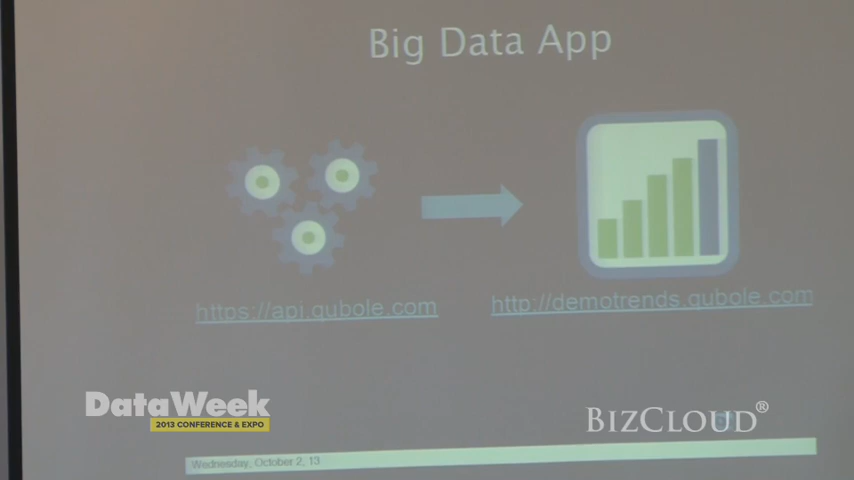 Big Data App
https://api.qubole.com
http://demotrends.qubole.com
DataWeek
2013 CONFERENCE & EXPO
BIZCLOUD®
Wednesday, October 2, 13